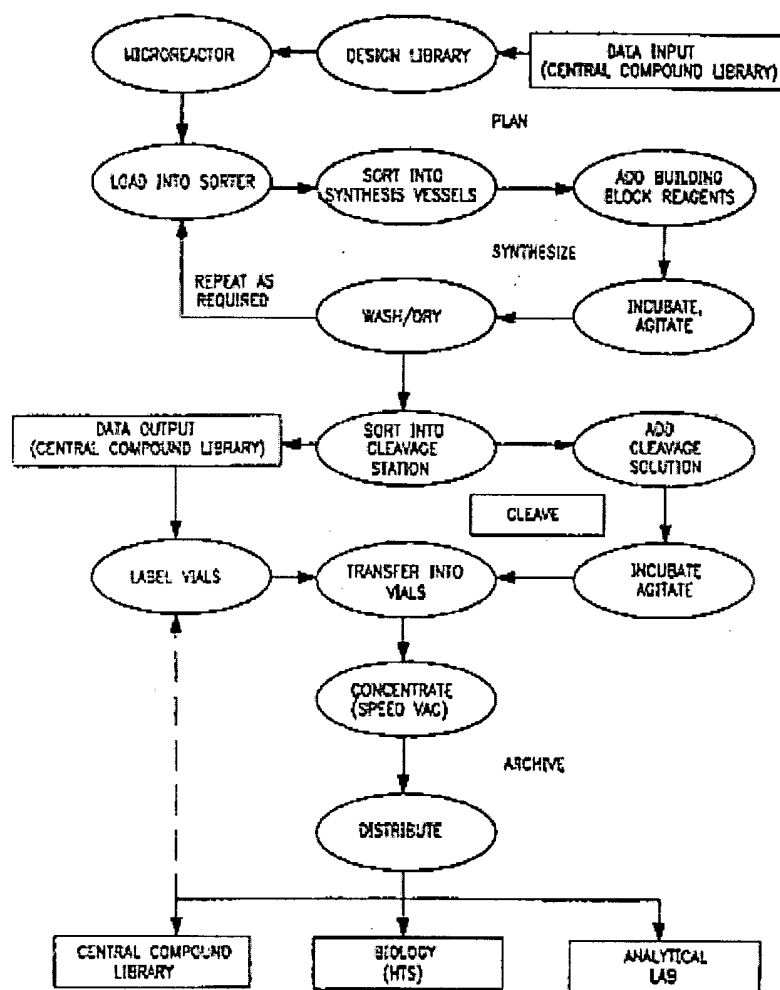 MICROREACTOR
DESIGN LIBRARY
DATA INPUT
(CENTRAL COMPOUND LIBRARY)
PLAN
LOAD INTO SORTER
SORT INTO
SYNTHESIS VESSELS
ADD BUILDING
BLOCK REAGENTS
SYNTHESIZE
REPEAT AS
REQUIRED
WASH/DRY
INCUBATE,
AGITATE
DATA OUTPUT
(CENTRAL COMPOUND LIBRARY)
SORT INTO
CLEAVAGE
STATION
ADD
CLEAVAGE
SOLUTION
CLEAVE
LABEL VIALS
TRANSFER INTO
VIALS
INCUBATE
AGITATE
CONCENTRATE
(SPEED VAC)
ARCHIVE
DISTRIBUTE
CENTRAL COMPOUND
LIBRARY
BIOLOGY
(HTS)
ANALYTICAL
LAB